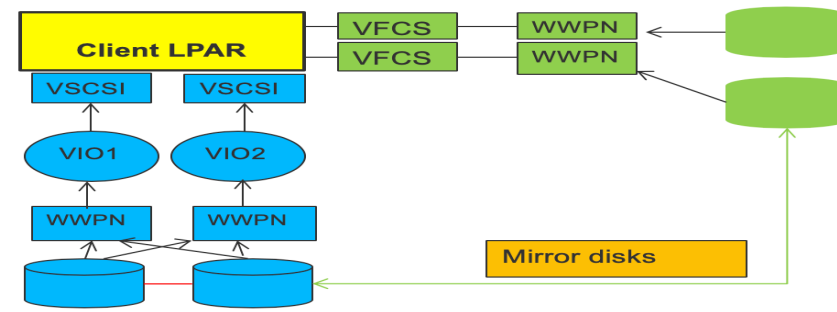 Client LPAR
VFCS
WWPN
VFCS
WWPN
VSCSI
VSCSI
VIO1
VIO2
WWPN
WWPN
Mirror disks